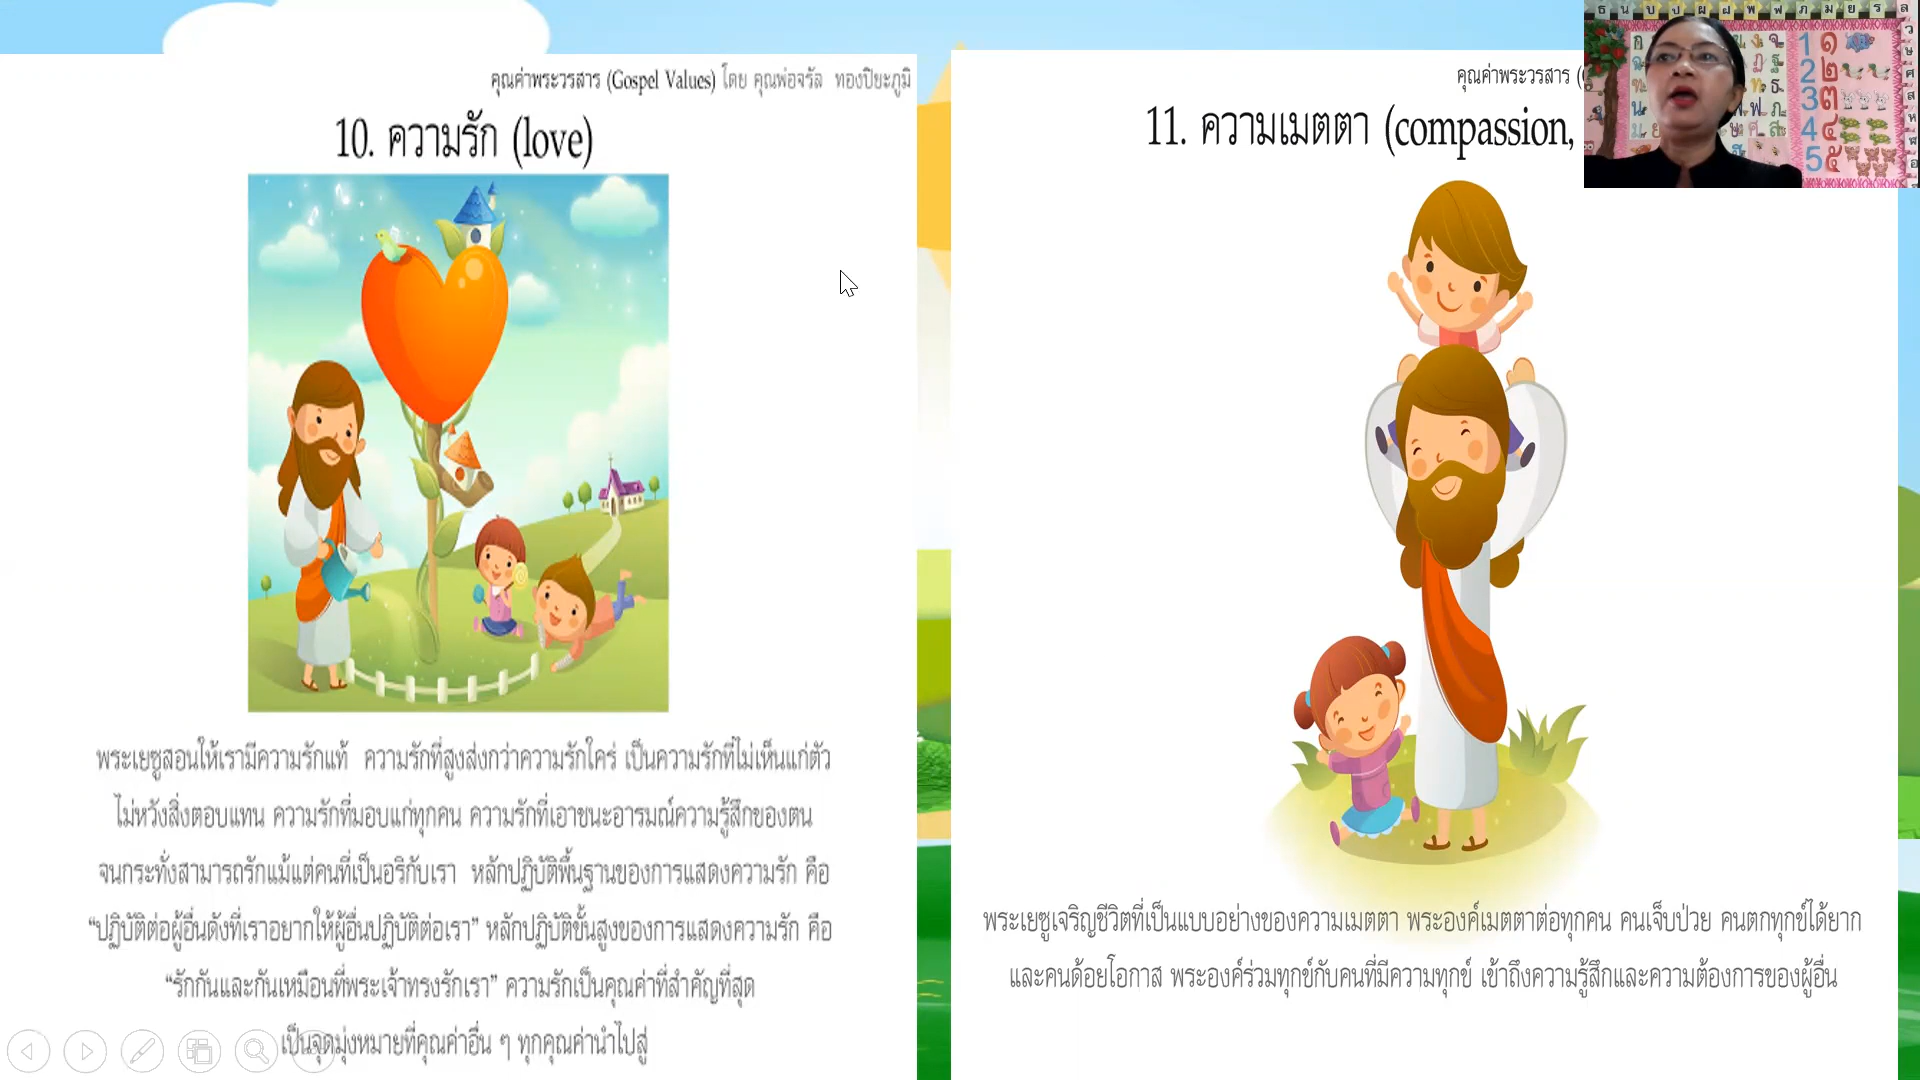 คุณค่าพระวรสาร (Gospel Values) โดย คุณพ่อจรัล ทองปิยะภูมิ
10. ความรัก (love)
พระเยซูสอนให้เรามีความรักแท้ ความรักที่สูงส่งกว่าความรักใคร่ เป็นความรักที่ไม่เห็นแก่ตัว
ไม่หวังสิ่งตอบแทน ความรักที่มอบแก่ทุกคน ความรักที่เอาชนะอารมณ์ความรู้สึกของตน
จนกระทั่งสามารถรักแม้แต่คนที่เป็นอริกับเรา หลักปฏิบัติพื้นฐานของการแสดงความรัก คือ
“ปฏิบัติต่อผู้อื่นดังที่เราอยากให้ผู้อื่นปฏิบัติต่อเรา” หลักปฏิบัติขั้นสูงของการแสดงความรัก คือ
“รักกันและกันเหมือนที่พระเจ้าทรงรักเรา” ความรักเป็นคุณค่าที่สำคัญที่สุด
เป็นจุดมุ่งหมายที่คุณค่าอื่น ๆ ทุกคุณค่านำไปสู่
คุณค่าพระวรสาร (
11. ความเมตตา (compassion,
พระเยซูเจริญชีวิตที่เป็นแบบอย่างของความเมตตา พระองค์เมตตาต่อทุกคน คนเจ็บป่วย คนตกทุกข์ได้ยาก
และคนด้อยโอกาส พระองค์ร่วมทุกข์กับคนที่มีความทุกข์ เข้าถึงความรู้สึกและความต้องการของผู้อื่น
ธ น บ ป ผ ฝ พ ฟ ภ ม ย ร ล
1 ๑
2 ๒
3 ๓
4 ๔
5 ๕